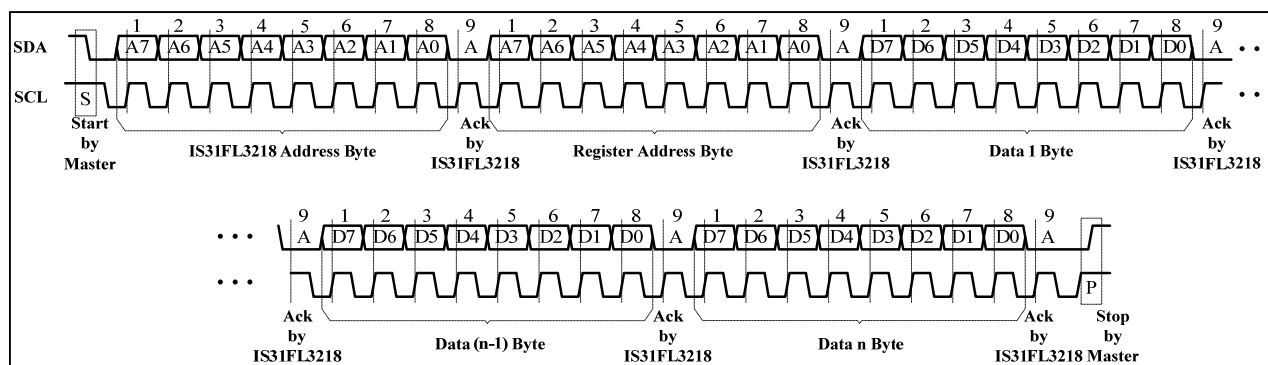 1 2 3 4 5 6 7 8 9 1 2 3 4 5 6 7 8 9 1 2 3 4 5 6 7 8 9
SDA A7 A6 A5 A4 A3 A2 A1 A0 A A7 A6 A5 A4 A3 A2 A1 A0 A D7 D6 D5 D4 D3 D2 D1 D0 A
SCL S
Start by Master
IS31FL3218 Address Byte
Ack by IS31FL3218
Register Address Byte
Ack by IS31FL3218
Data 1 Byte
Ack by IS31FL3218
9 1 2 3 4 5 6 7 8 9 1 2 3 4 5 6 7 8 9
A D7 D6 D5 D4 D3 D2 D1 D0 A D7 D6 D5 D4 D3 D2 D1 D0 A
P
Ack by IS31FL3218
Data (n-1) Byte
Ack by IS31FL3218
Data n Byte
Ack by IS31FL3218
Stop by Master